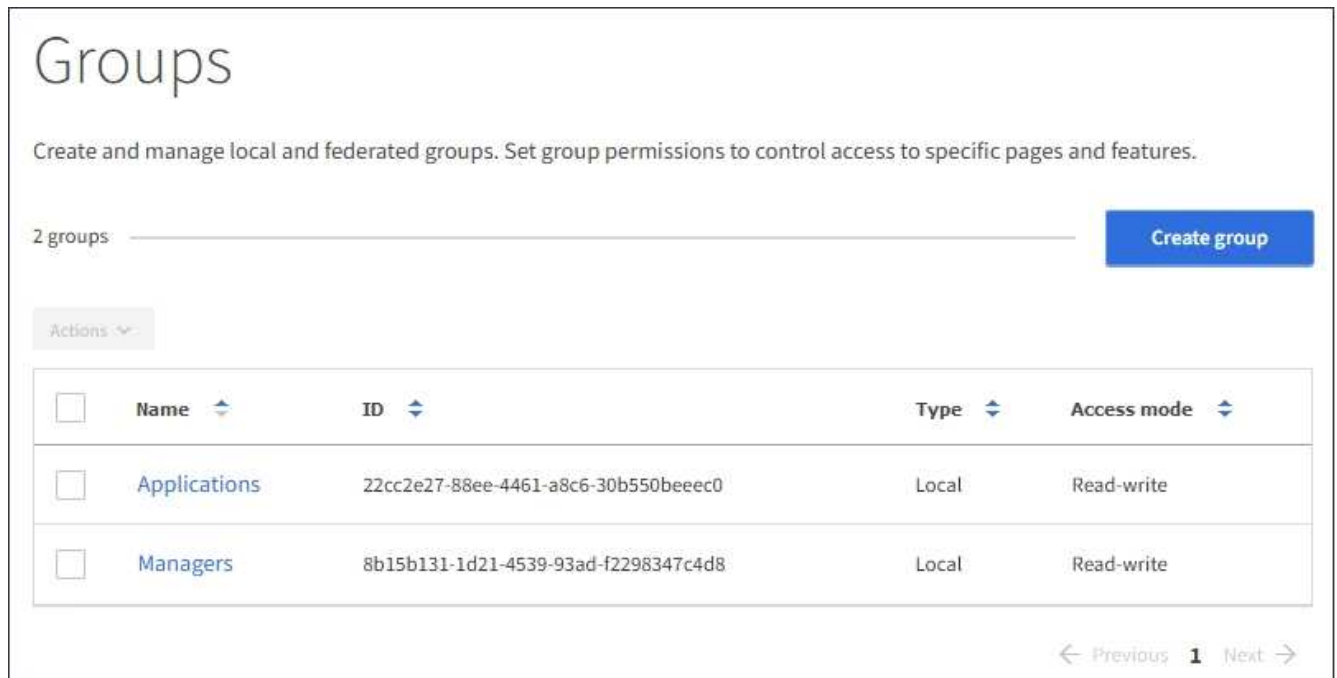 Groups
Create and manage local and federated groups. Set group permissions to control access to specific pages and features.
2 groups
Create group
Actions
Name ID Type Access mode
Applications 22cc2e27-88ee-4461-a8c6-30b550beeec0 Local Read-write
Managers 8b15b131-1d21-4539-93ad-f2298347c4d8 Local Read-write
← Previous 1 Next →